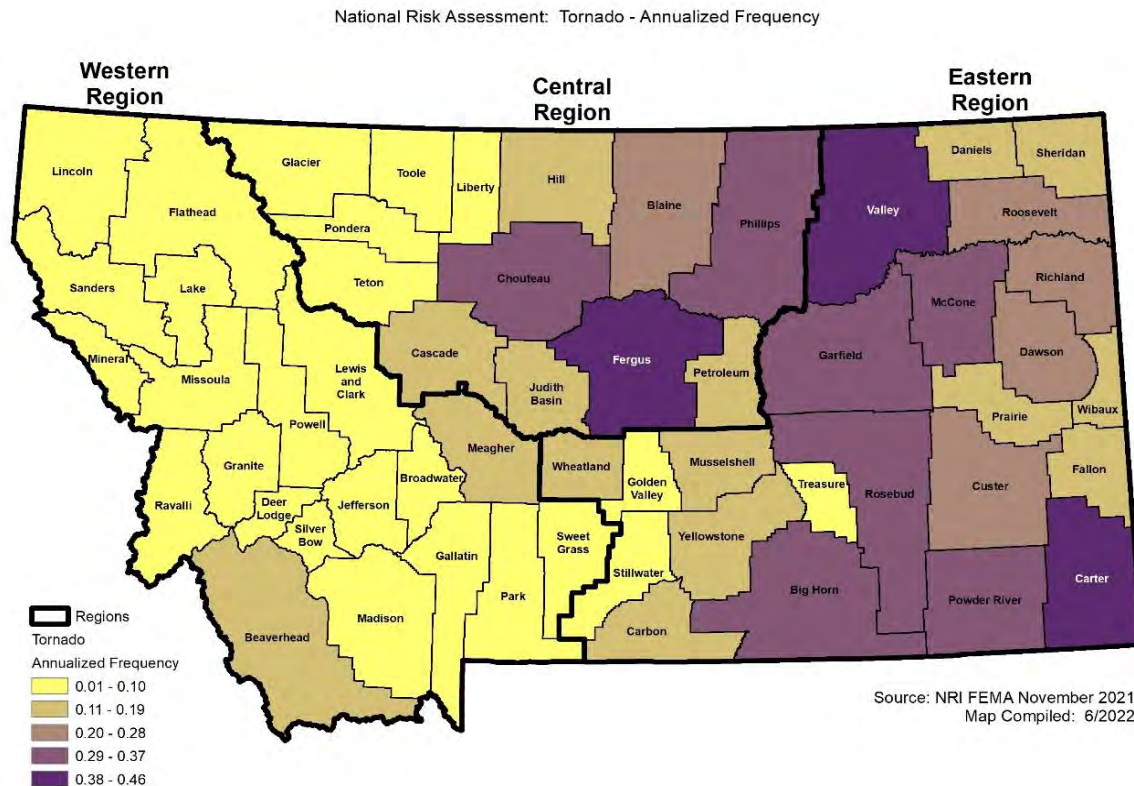 National Risk Assessment: Tornado - Annualized Frequency
Western
Region
Central
Region
Eastern
Region
Lincoln
Flathead
Glacier
Toole
Liberty
Hill
Blaine
Phillips
Valley
Daniels
Sheridan
Roosevelt
Pondera
Teton
Chouteau
Richland
McCone
Sanders
Lake
Cascade
Fergus
Petroleum
Garfield
Dawson
Judith
Basin
Mineral
Missoula
Lewis
and
Clark
Powell
Prairie
Wibaux
Meagher
Wheatland
Golden
Valley
Musselshell
Treasure
Rosebud
Custer
Fallon
Ravalli
Granite
Deer
Lodge
Silver
Bow
Jefferson
Broadwater
Gallatin
Park
Sweet
Grass
Stillwater
Yellowstone
Big Horn
Powder River
Carter
Carbon
Madison
Beaverhead
Regions
Tornado
Annualized Frequency
0.01 - 0.10
0.11 - 0.19
0.20 - 0.28
0.29 - 0.37
0.38 - 0.46
Source: NRI FEMA November 2021
Map Compiled: 6/2022